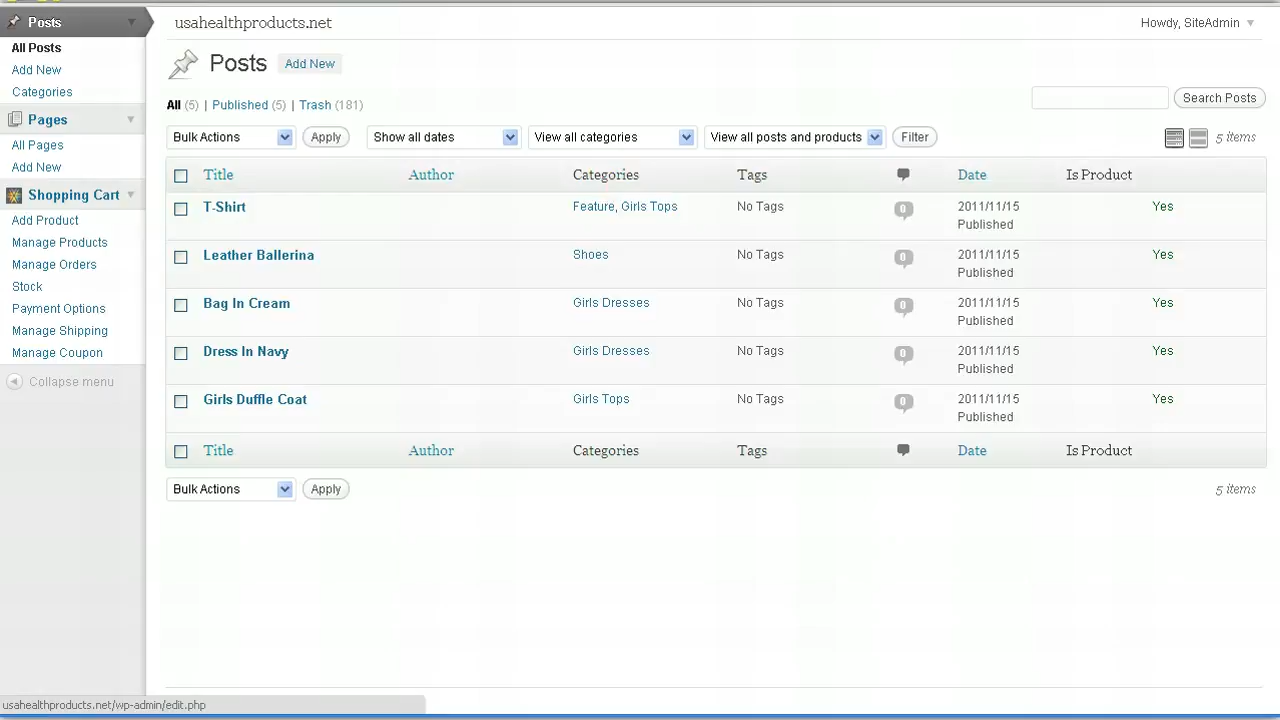 Posts
All Posts
Add New
Categories
Pages
All Pages
Add New
Shopping Cart
Add Product
Manage Products
Manage Orders
Stock
Payment Options
Manage Shipping
Manage Coupon
Collapse menu
usahealthproducts.net
Howdy, SiteAdmin
Posts Add New
All (5) | Published (5) | Trash (181)
Search Posts
Bulk Actions Apply Show all dates View all categories View all posts and products Filter 5 items
Title Author Categories Tags Date Is Product
T-Shirt Feature, Girls Tops No Tags 0 2011/11/15 Yes
Published
Leather Ballerina Shoes No Tags 0 2011/11/15 Yes
Published
Bag In Cream Girls Dresses No Tags 0 2011/11/15 Yes
Published
Dress In Navy Girls Dresses No Tags 0 2011/11/15 Yes
Published
Girls Duffle Coat Girls Tops No Tags 0 2011/11/15 Yes
Published
Title Author Categories Tags Date Is Product
Bulk Actions Apply 5 items
usahealthproducts.net/wp-admin/edit.php